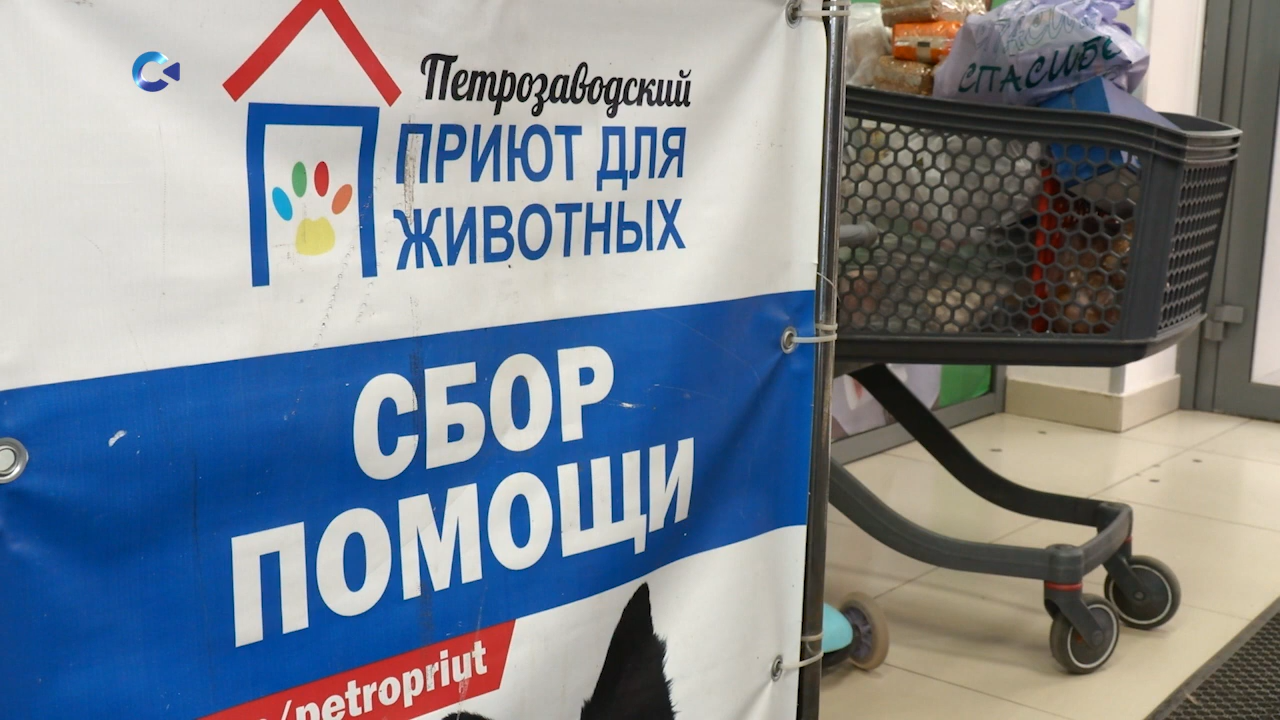 Петрозаводский
ПРИЮТ ДЛЯ
ЖИВОТНЫХ
СБОР
ПОМОЩИ
/petropriut
СПАСИБО